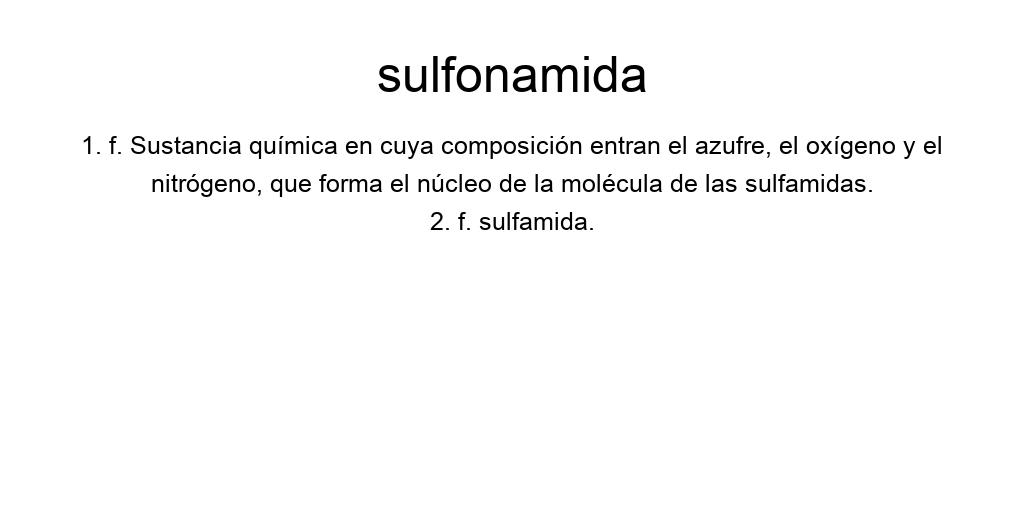 sulfonamida
1. f. Sustancia química en cuya composición entran el azufre, el oxígeno y el
nitrógeno, que forma el núcleo de la molécula de las sulfamidas.
2. f. sulfamida.